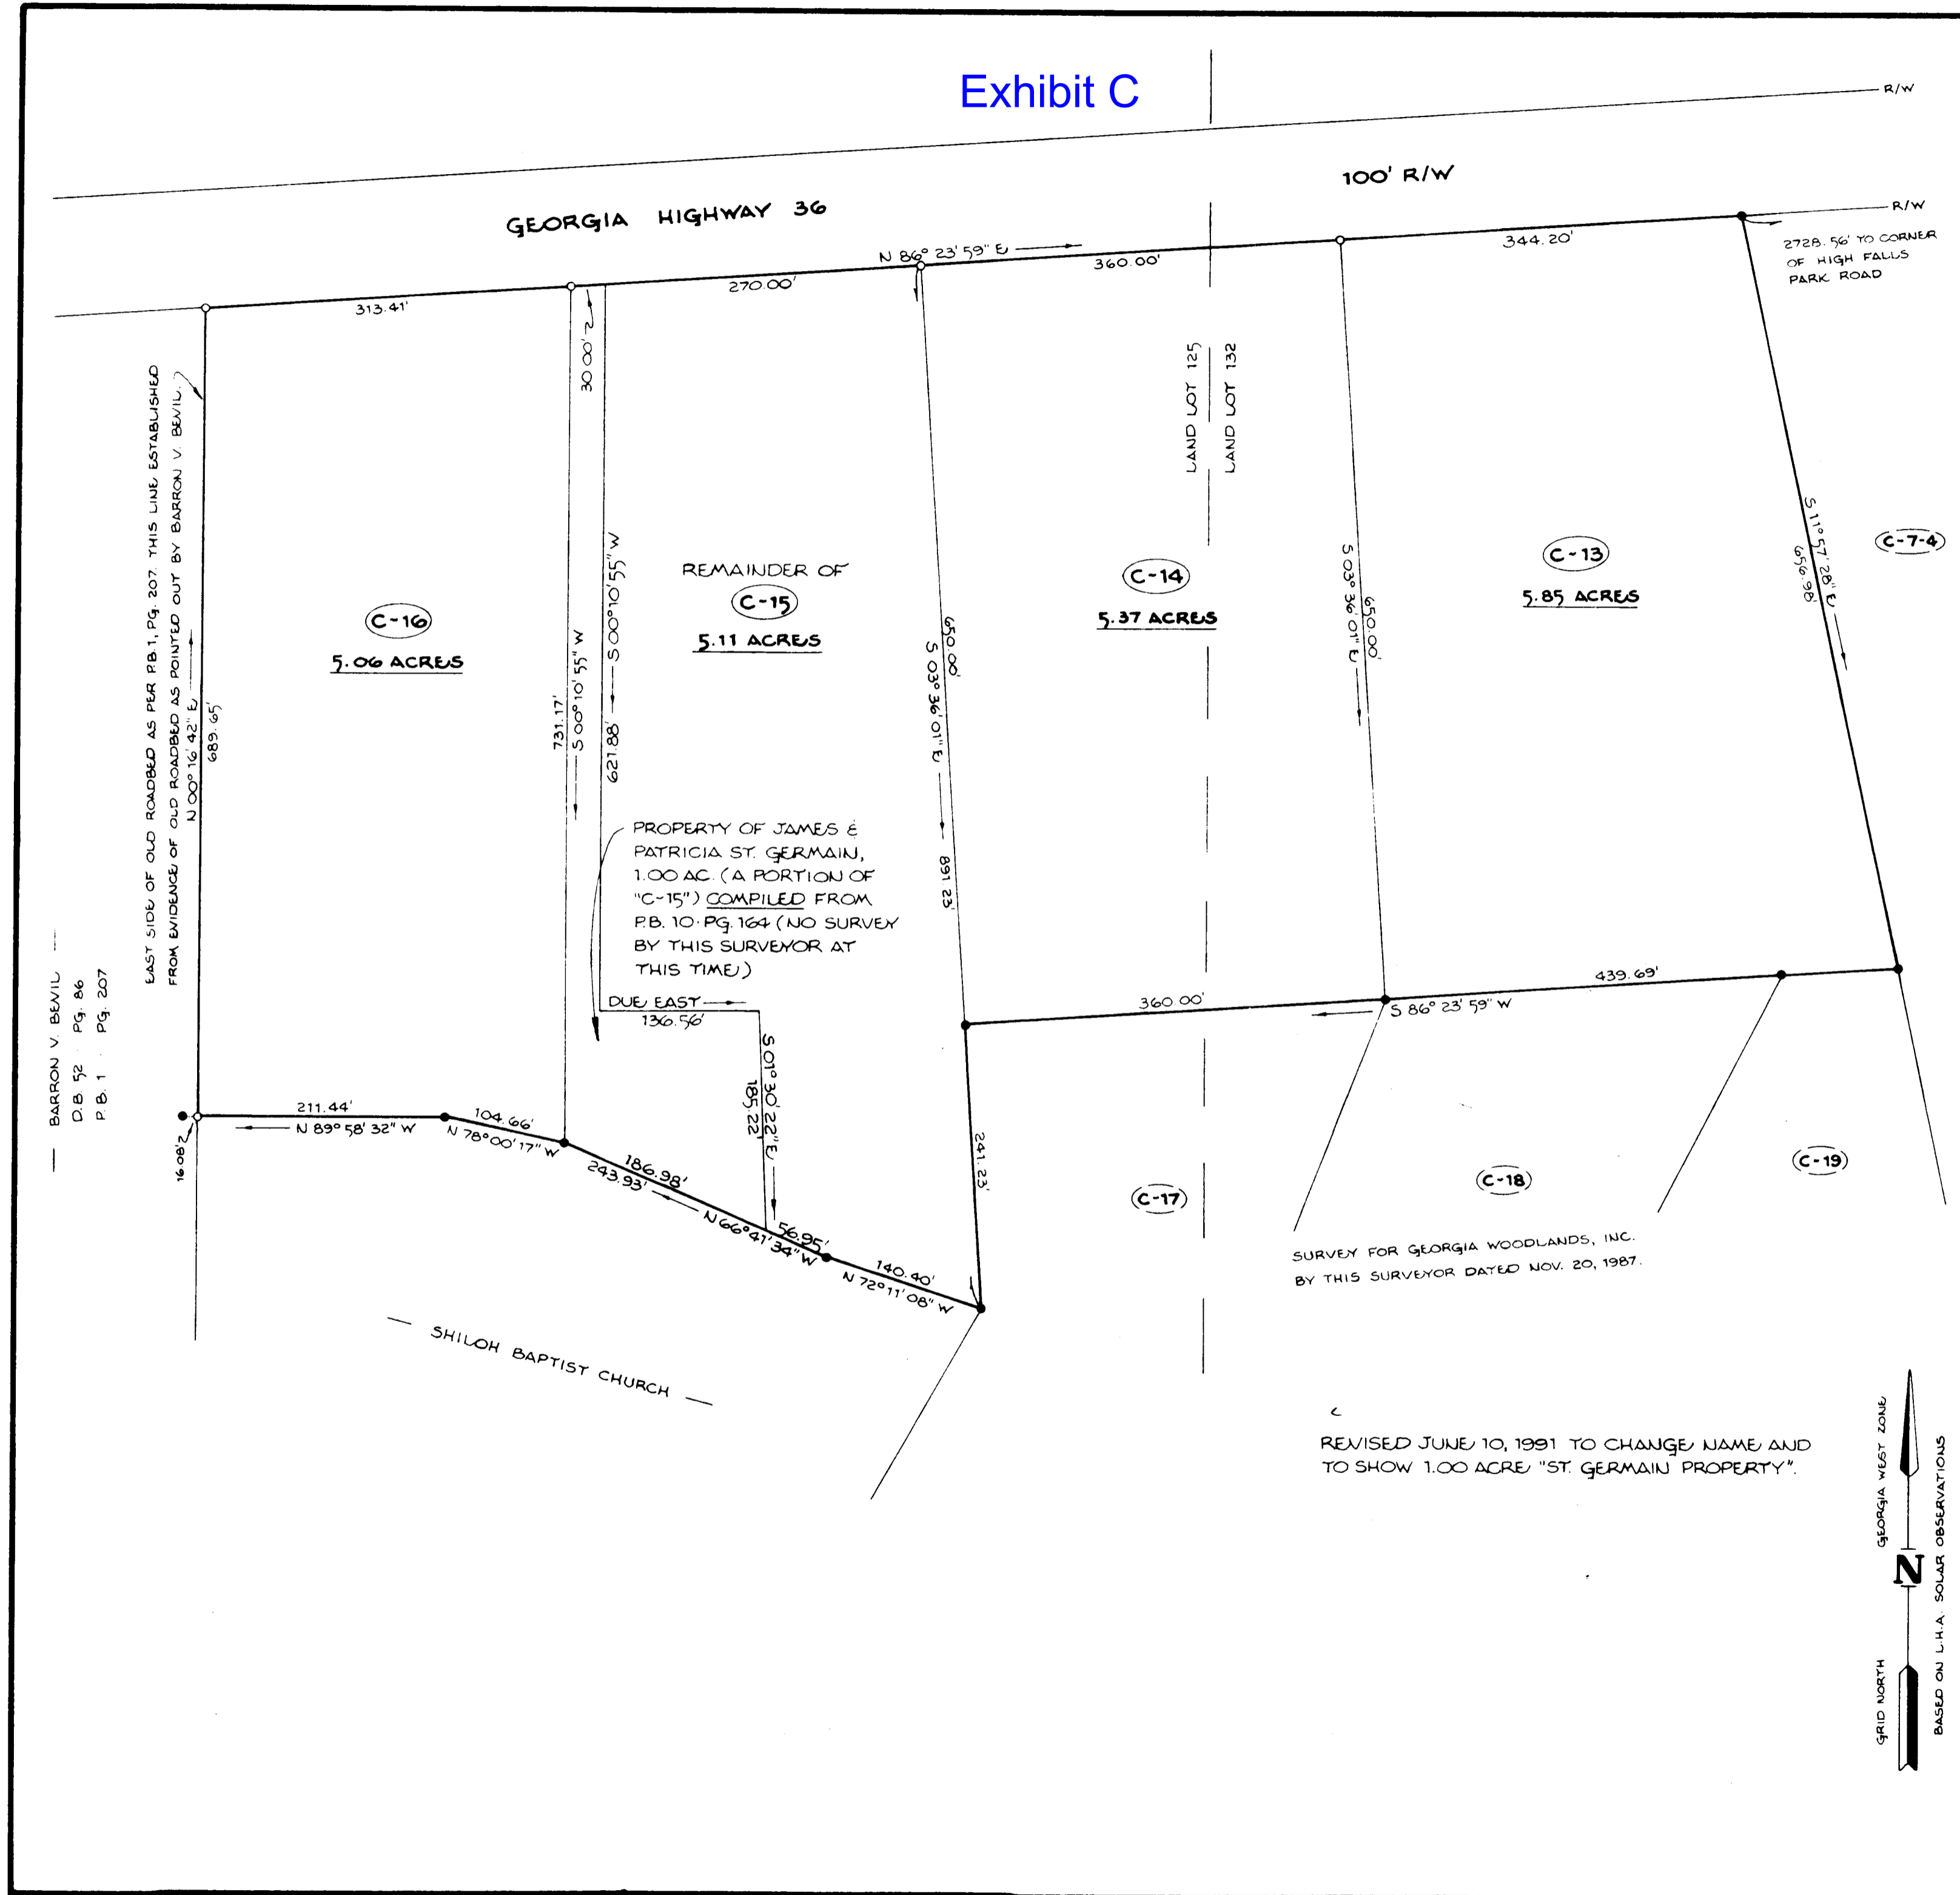 Exhibit C
R/W
100' R/W
GEORGIA HIGHWAY 36
R/W
N 86° 23' 59" E
313.41'
270.00'
360.00'
344.20'
2728.56' TO CORNER
OF HIGH FALLS
PARK ROAD
30 00'
LAND LOT 125
LAND LOT 132
EAST SIDE OF OLD ROADBED AS PER P.B. 1, PG. 207. THIS LINE ESTABLISHED
FROM EVIDENCE OF OLD ROADBED AS POINTED OUT BY BARRON V. BEVIL.
N 00° 16' 42" E
689.65'
C-16
5.06 ACRES
731.17'
S 00° 10' 55" W
621.88'
S 00° 10' 55" W
REMAINDER OF
C-15
5.11 ACRES
650.00'
S 03° 36' 01" E
891.23'
C-14
5.37 ACRES
S 03° 36' 01" E
650.00'
C-13
5.85 ACRES
S 11° 57' 28" E
656.98'
C-7-4
PROPERTY OF JAMES &
PATRICIA ST. GERMAIN,
1.00 AC. (A PORTION OF
"C-15") COMPILED FROM
P.B. 10 · PG. 164 (NO SURVEY
BY THIS SURVEYOR AT
THIS TIME)
DUE EAST
136.56'
S 01° 30' 22" E
185.22'
360 00'
439.69'
S 86° 23' 59" W
BARRON V. BEVIL
D.B. 52 · PG. 86
P.B. 1 · PG. 207
16.08'
211.44'
N 89° 58' 32" W
104.66'
N 78° 00' 17" W
186.98'
243.93'
N 66° 41' 34" W
56.95'
140.40'
N 72° 11' 08" W
241.23'
C-17
C-18
C-19
SURVEY FOR GEORGIA WOODLANDS, INC.
BY THIS SURVEYOR DATED NOV. 20, 1987.
SHILOH BAPTIST CHURCH
REVISED JUNE 10, 1991 TO CHANGE NAME AND
TO SHOW 1.00 ACRE "ST. GERMAIN PROPERTY".
GRID NORTH
GEORGIA WEST ZONE
N
BASED ON L.H.A. SOLAR OBSERVATIONS